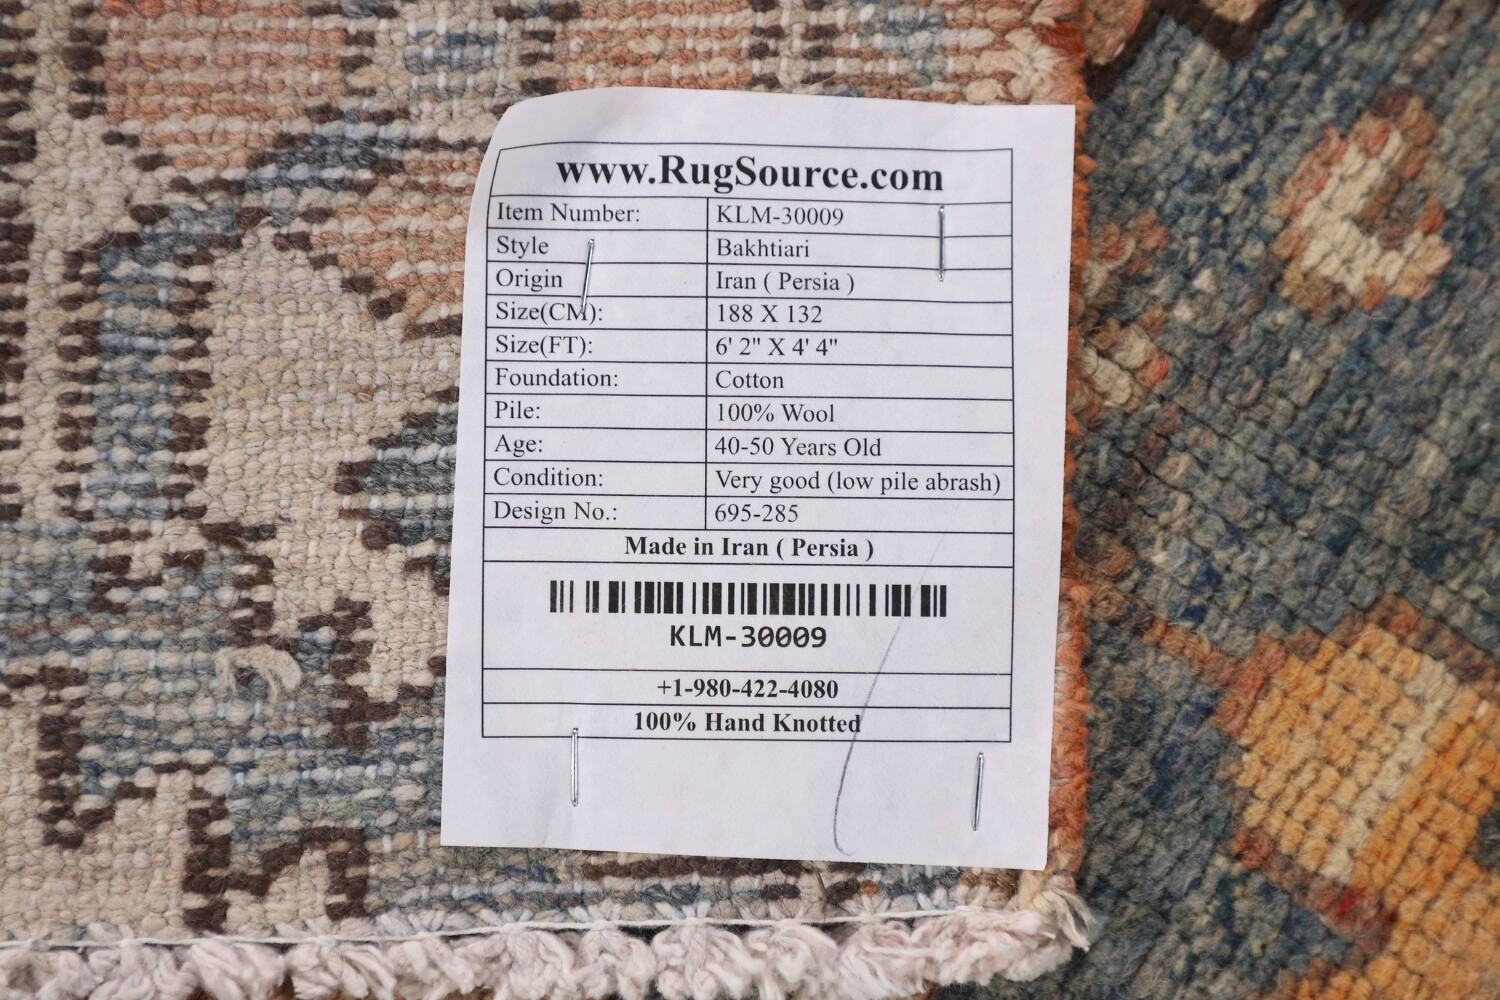 www.RugSource.com
Item Number: KLM-30009
Style Bakhtiari
Origin Iran ( Persia )
Size(CM): 188 X 132
Size(FT): 6' 2" X 4' 4"
Foundation: Cotton
Pile: 100% Wool
Age: 40-50 Years Old
Condition: Very good (low pile abrash)
Design No.: 695-285
Made in Iran ( Persia )
KLM-30009
+1-980-422-4080
100% Hand Knotted